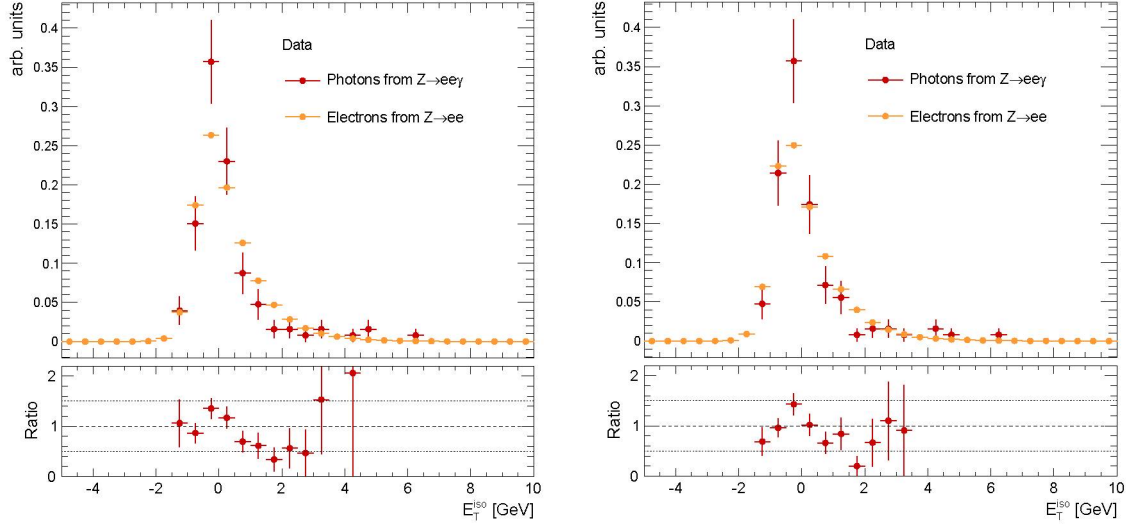 arb. units
0.4
0.35
0.3
0.25
0.2
0.15
0.1
0.05
0
Data
Photons from Z→eeγ
Electrons from Z→ee
Ratio
2
1
0
-4 -2 0 2 4 6 8 10
E_T^iso [GeV]
arb. units
0.4
0.35
0.3
0.25
0.2
0.15
0.1
0.05
0
Data
Photons from Z→eeγ
Electrons from Z→ee
Ratio
2
1
0
-4 -2 0 2 4 6 8 10
E_T^iso [GeV]